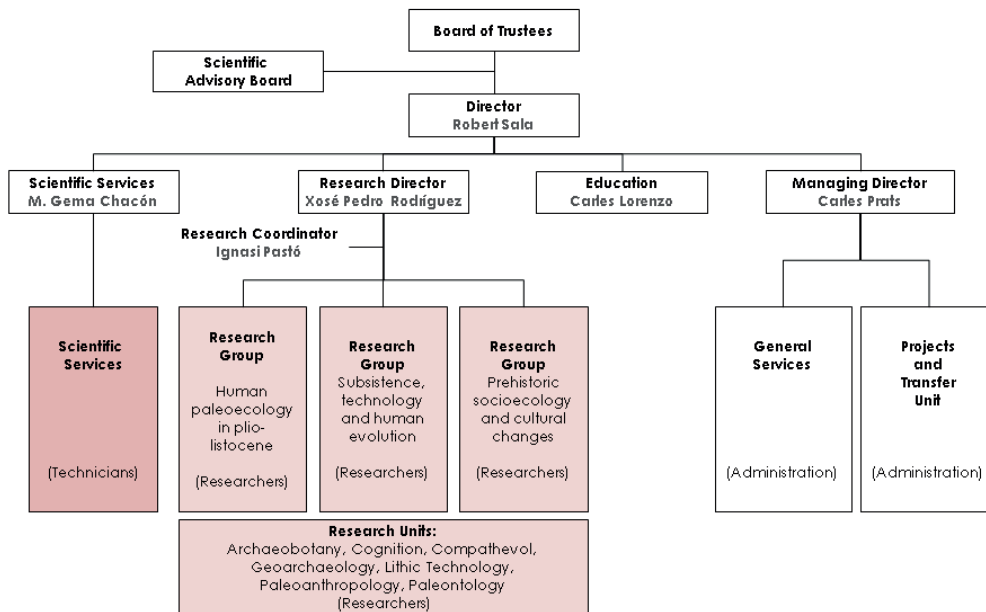 Board of Trustees
Scientific
Advisory Board
Director
Robert Sala
Scientific Services
M. Gema Chacón
Research Director
Xosé Pedro Rodríguez
Education
Carles Lorenzo
Managing Director
Carles Prats
Research Coordinator
Ignasi Pastó
Scientific
Services
(Technicians)
Research
Group
Human
paleoecology
in plio-
listocene
(Researchers)
Research
Group
Subsistence,
technology
and human
evolution
(Researchers)
Research
Group
Prehistoric
socioecology
and cultural
changes
(Researchers)
General
Services
(Administration)
Projects
and
Transfer
Unit
(Administration)
Research Units:
Archaeobotany, Cognition, Compathevol,
Geoarchaeology, Lithic Technology,
Paleoanthropology, Paleontology
(Researchers)